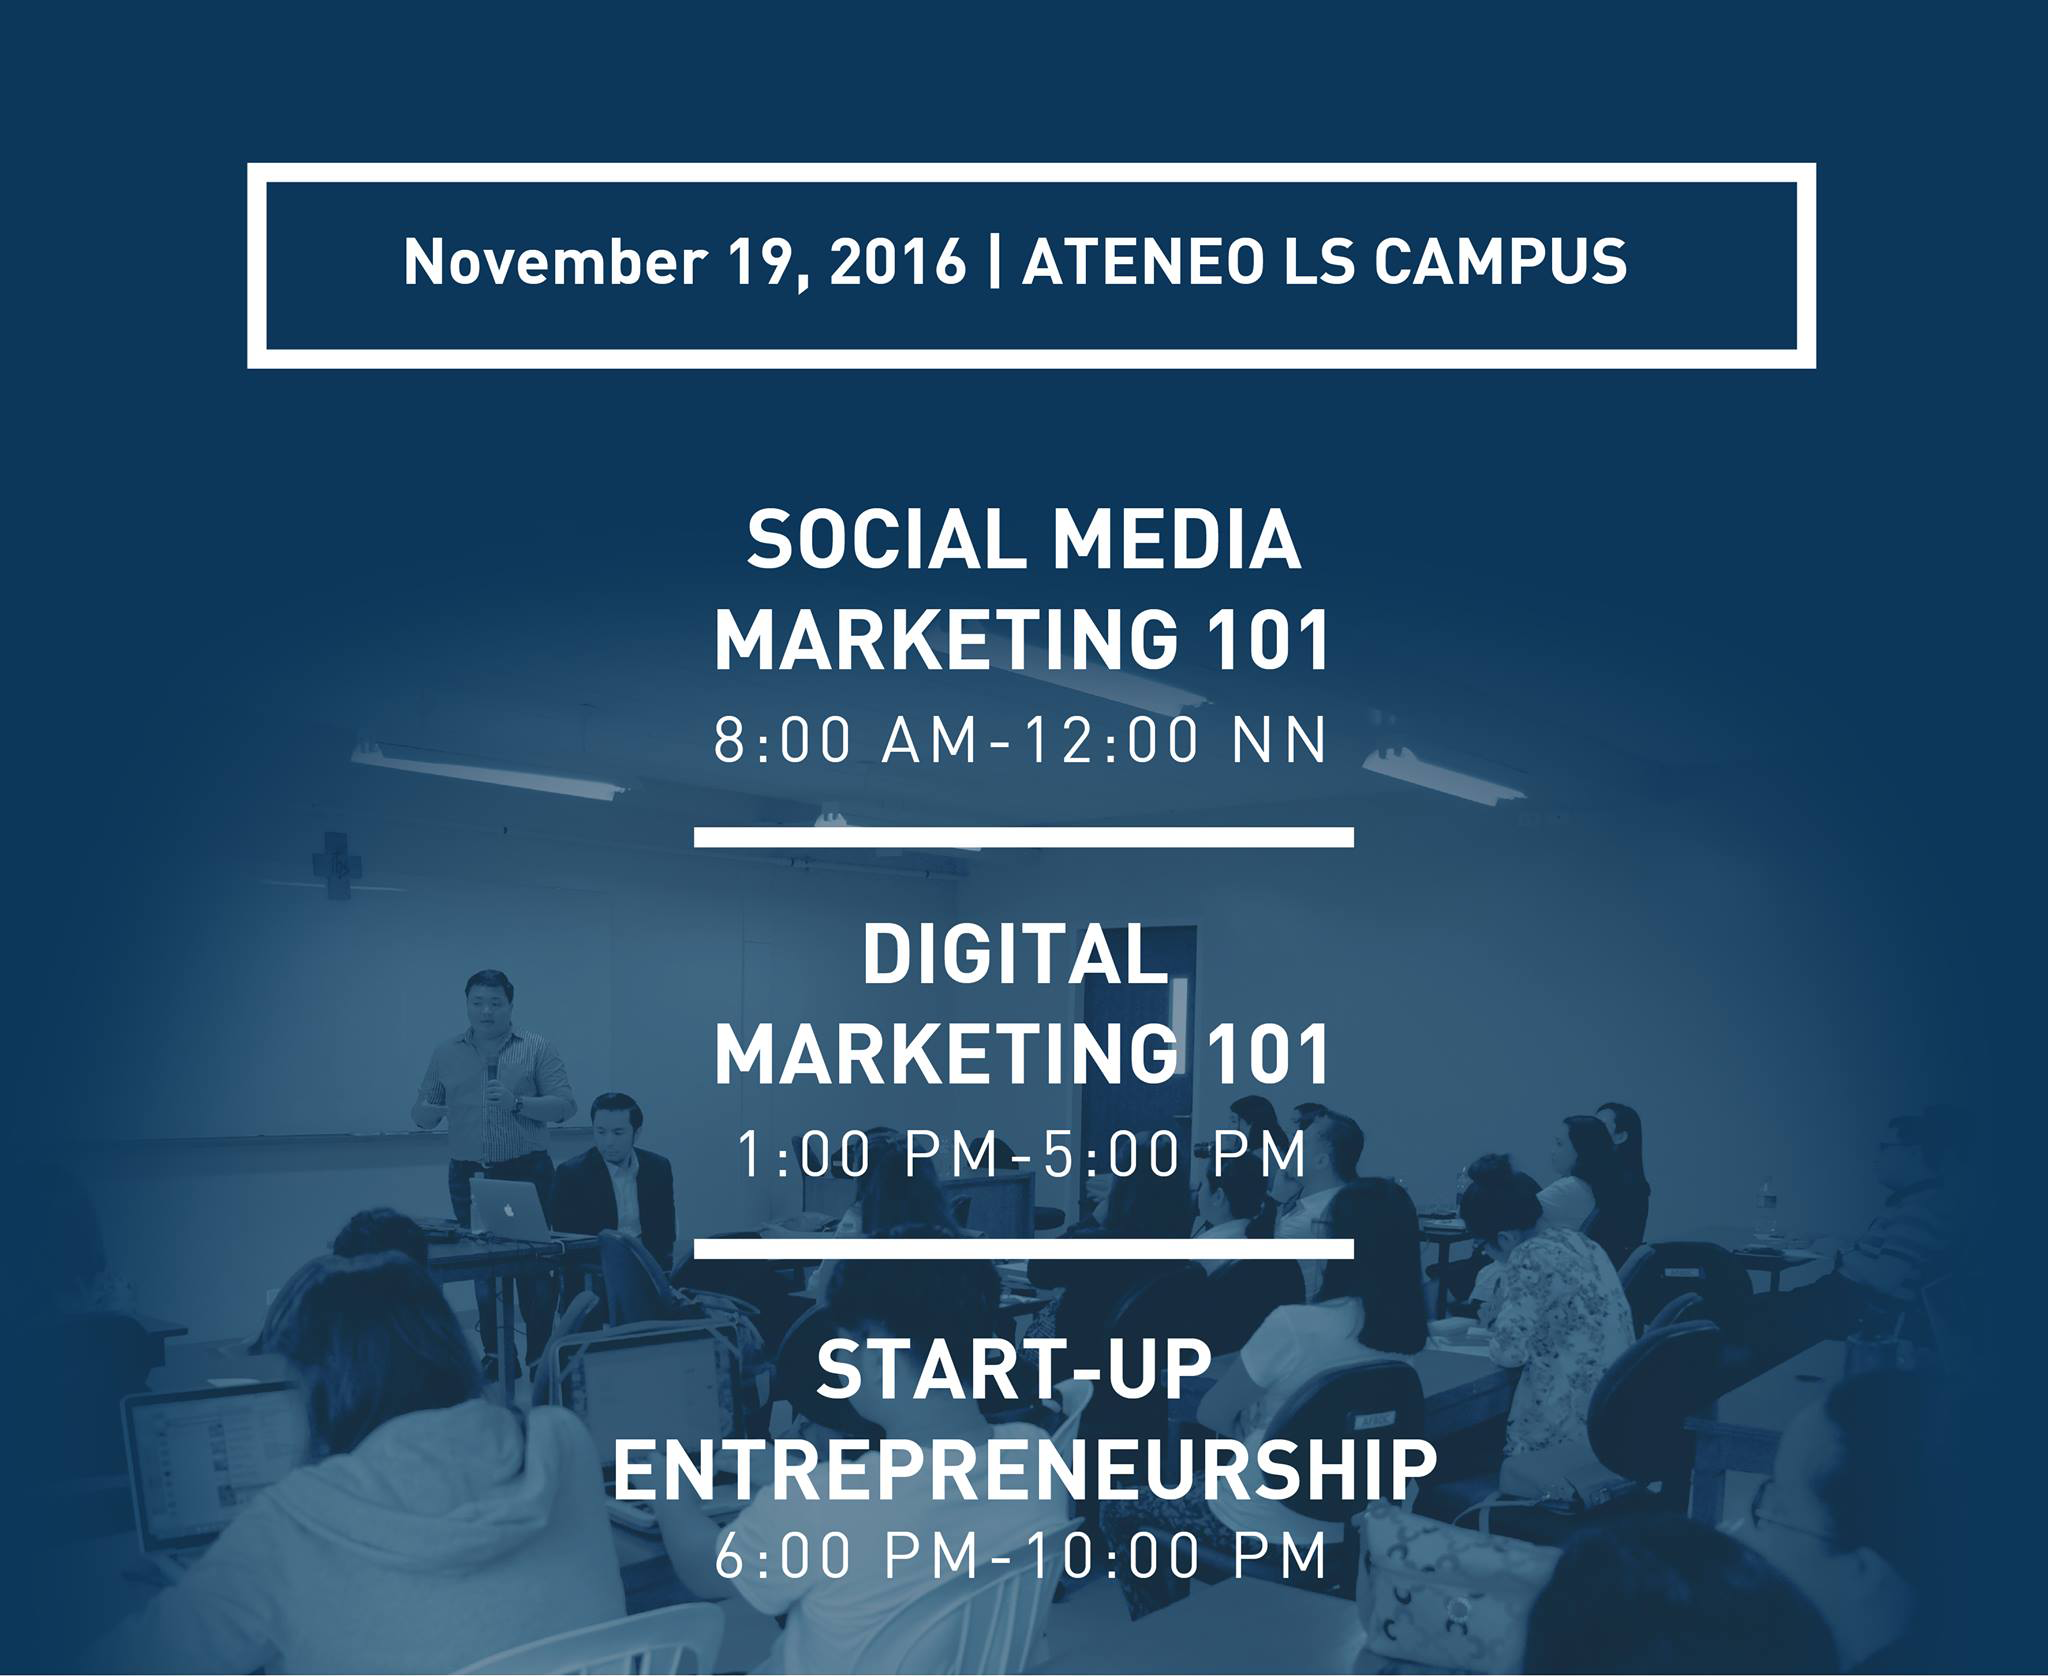 November 19, 2016 | ATENEO LS CAMPUS
SOCIAL MEDIA
MARKETING 101
8:00 AM-12:00 NN
DIGITAL
MARKETING 101
1:00 PM-5:00 PM
START-UP
ENTREPRENEURSHIP
6:00 PM-10:00 PM